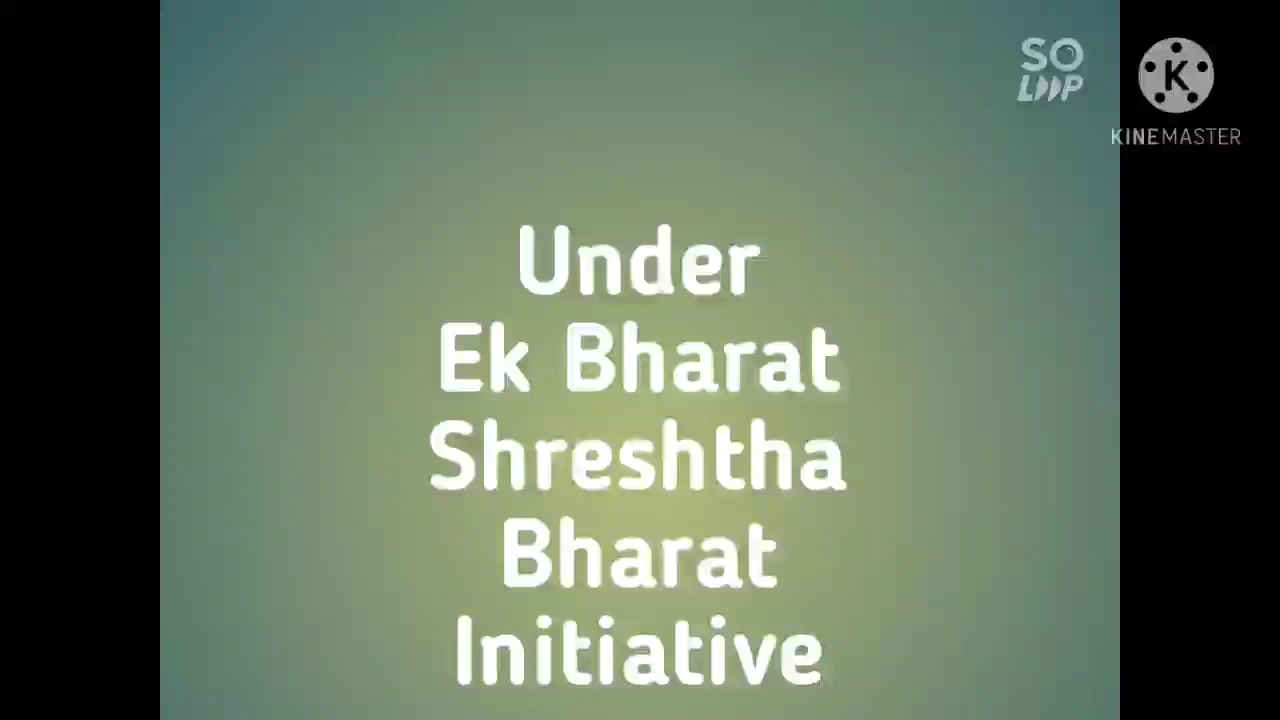 SO
LOOP
KINEMASTER
Under
Ek Bharat
Shreshtha
Bharat
Initiative